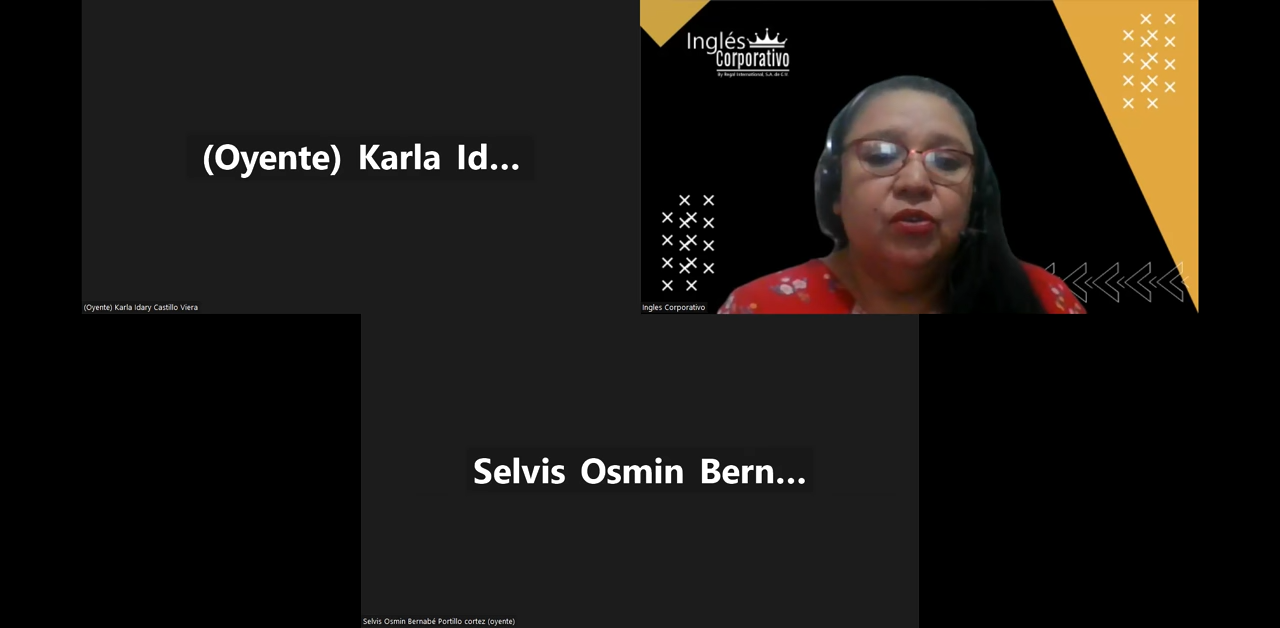 (Oyente) Karla Id...
(Oyente) Karla Idary Castillo Viera
Inglés
Corporativo
By Regal International, S.A. de C.V.
Ingles Corporativo
Selvis Osmin Bern...
Selvis Osmin Bernabé Portillo cortez (oyente)